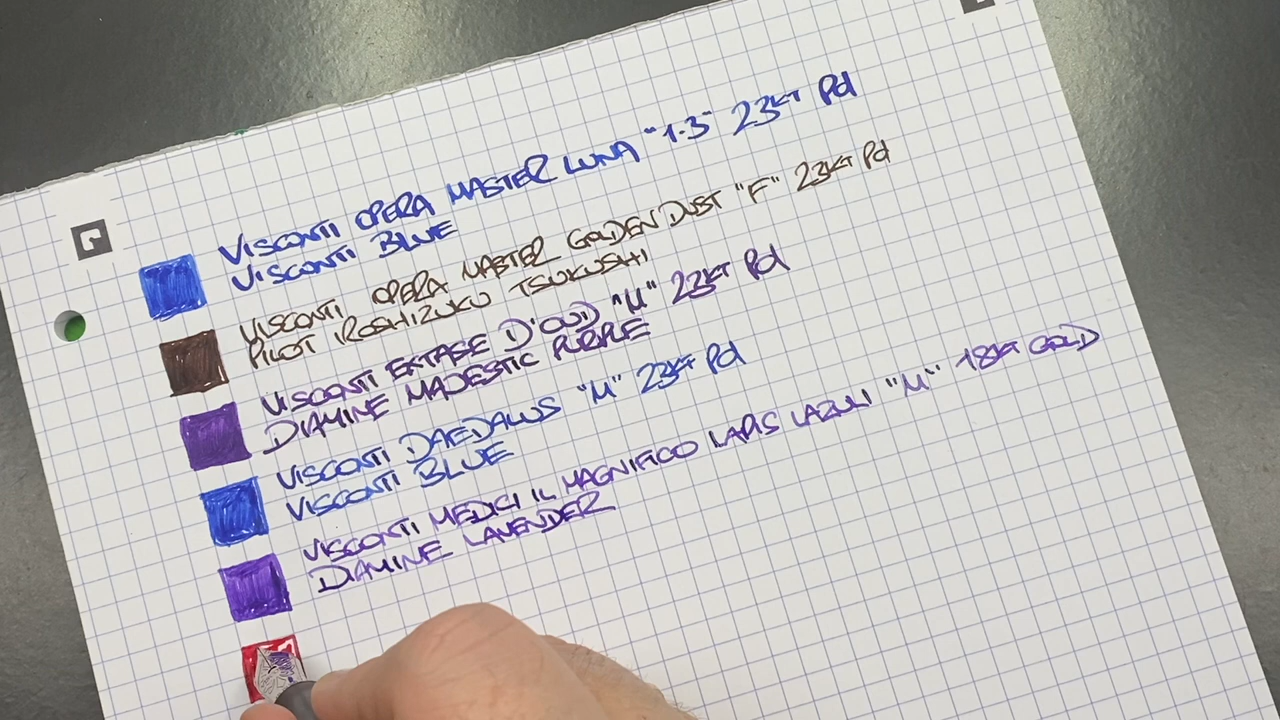 VISCONTI OPERA MASTER LUNA "1.3" 23KT Pd
VISCONTI BLUE
VISCONTI OPERA MASTER GOLDEN DUST "F" 23KT Pd
PILOT IROSHIZUKU TSUKUSHI
VISCONTI EXTASE D'OUD "M" 23KT Pd
DIAMINE MAJESTIC PURPLE
VISCONTI DAEDALUS "M" 23KT Pd
VISCONTI BLUE
VISCONTI MEDICI IL MAGNIFICO LAPIS LAZULI "M" 18KT GOLD
DIAMINE LAVENDER